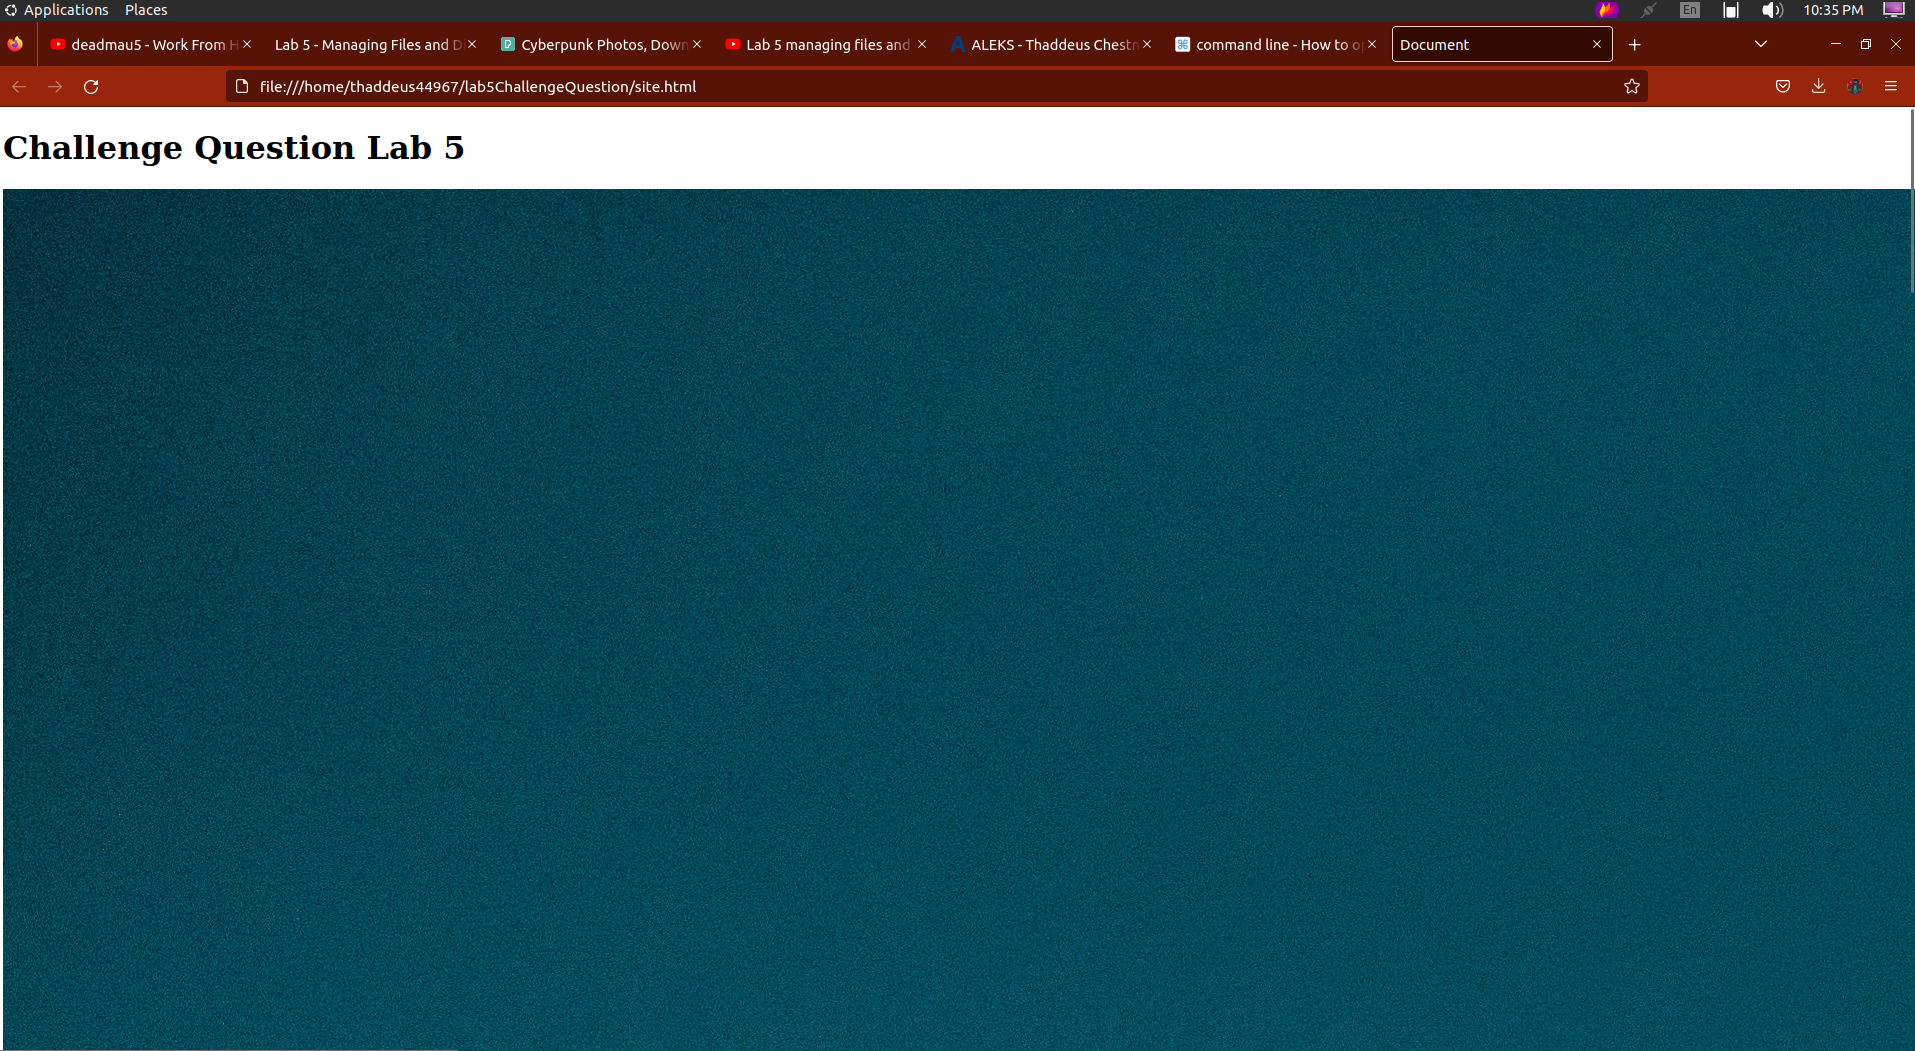 Applications Places En 10:35 PM
deadmau5 - Work From H Lab 5 - Managing Files and D Cyberpunk Photos, Down Lab 5 managing files and ALEKS - Thaddeus Chestn command line - How to op Document
file:///home/thaddeus44967/lab5ChallengeQuestion/site.html
Challenge Question Lab 5